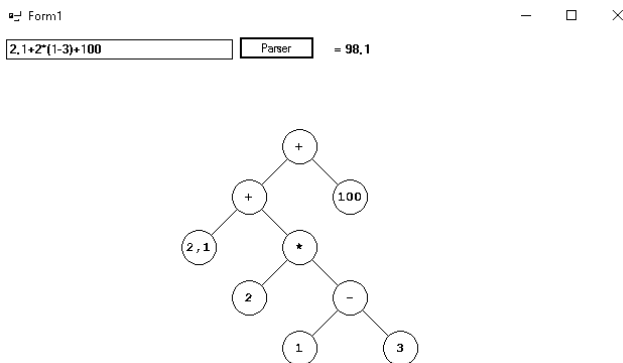 Form1
2,1+2*(1-3)+100 Parser = 98,1
+
+ 100
2,1 *
2 -
1 3